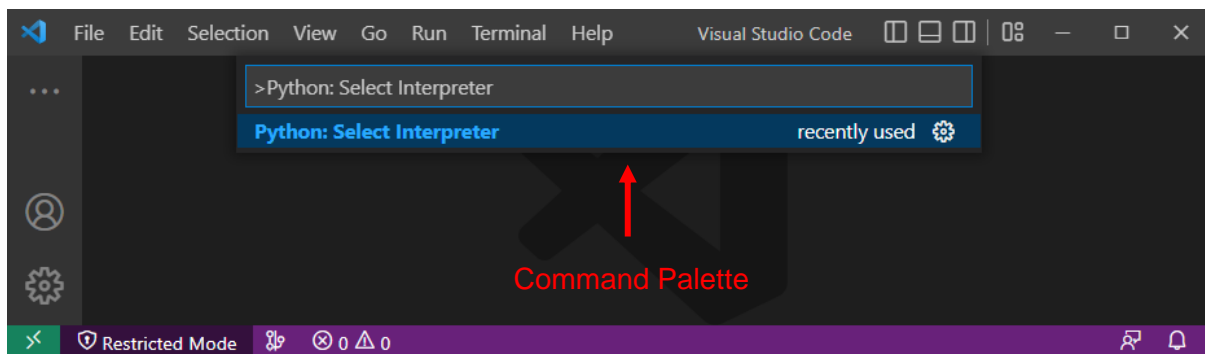 File Edit Selection View Go Run Terminal Help Visual Studio Code
>Python: Select Interpreter
Python: Select Interpreter recently used
Command Palette
Restricted Mode 0 0